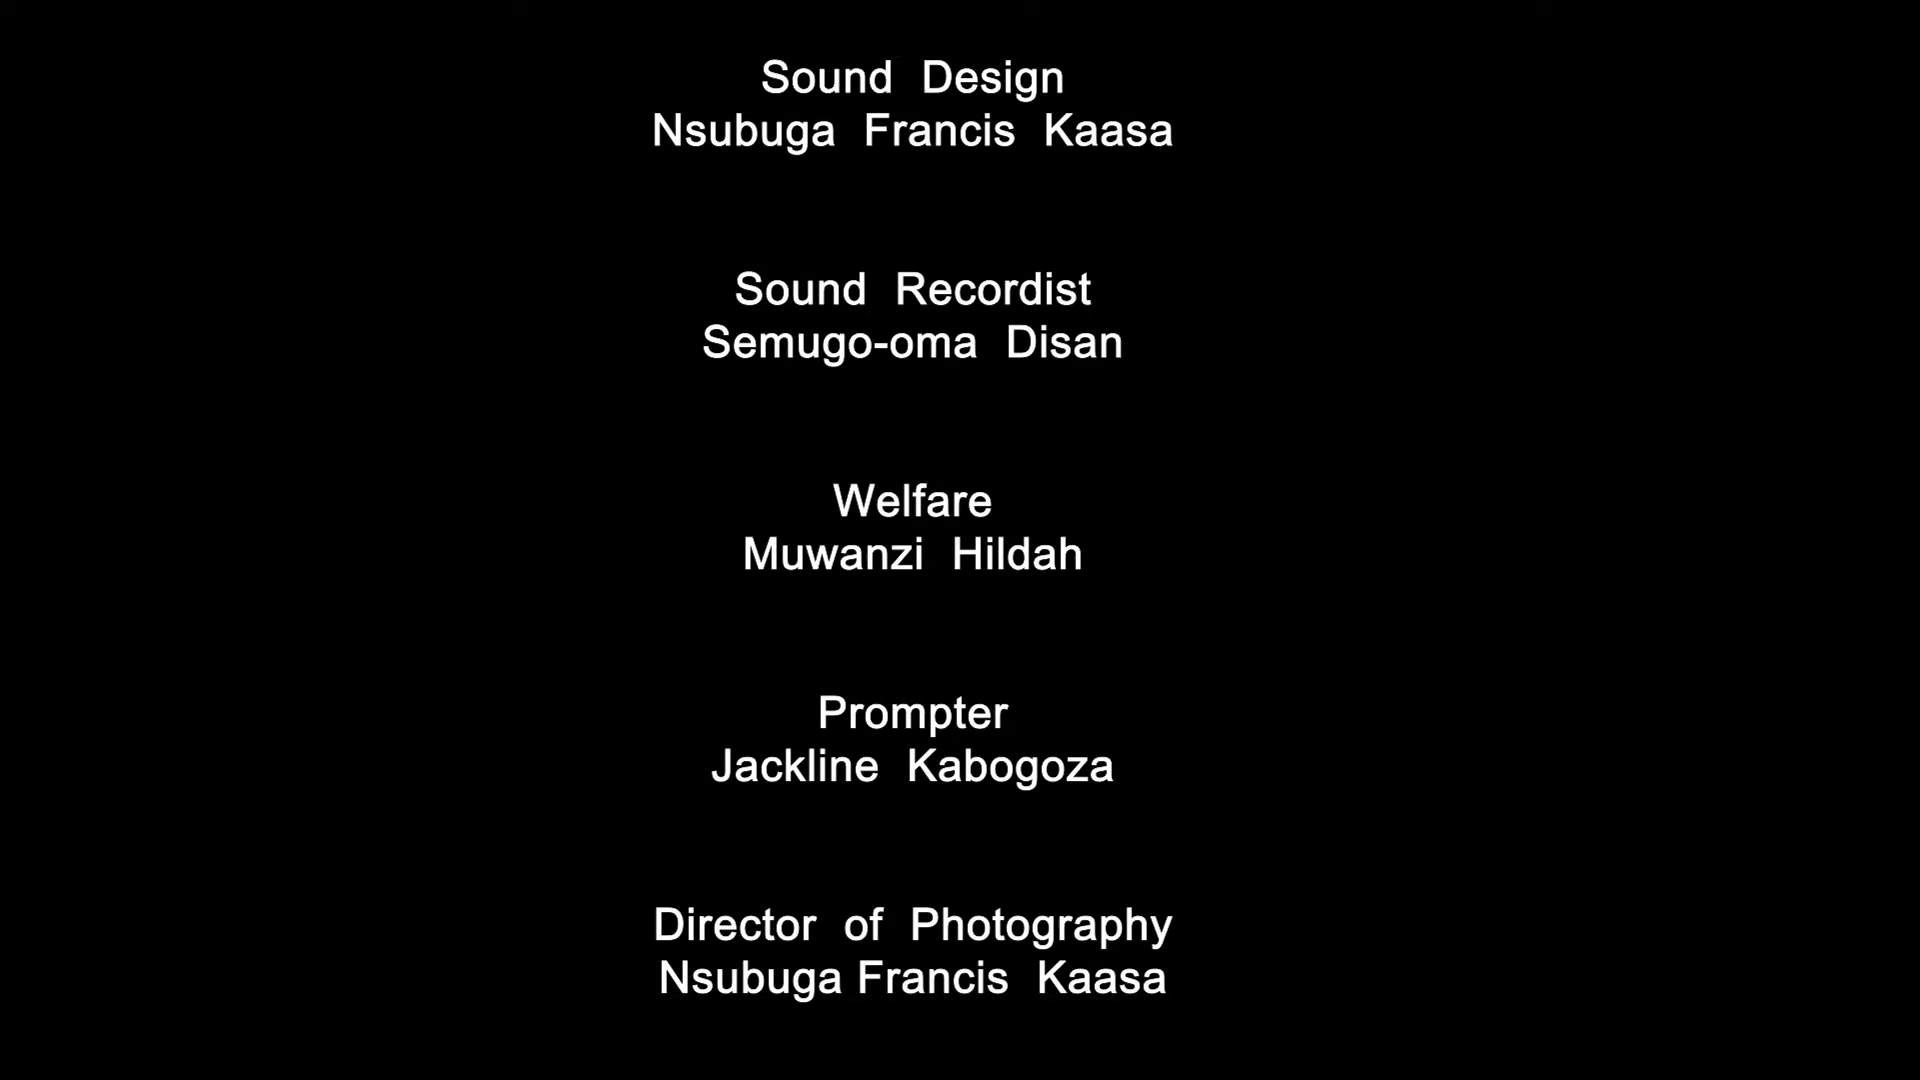 Sound Design
Nsubuga Francis Kaasa
Sound Recordist
Semugo-oma Disan
Welfare
Muwanzi Hildah
Prompter
Jackline Kabogoza
Director of Photography
Nsubuga Francis Kaasa